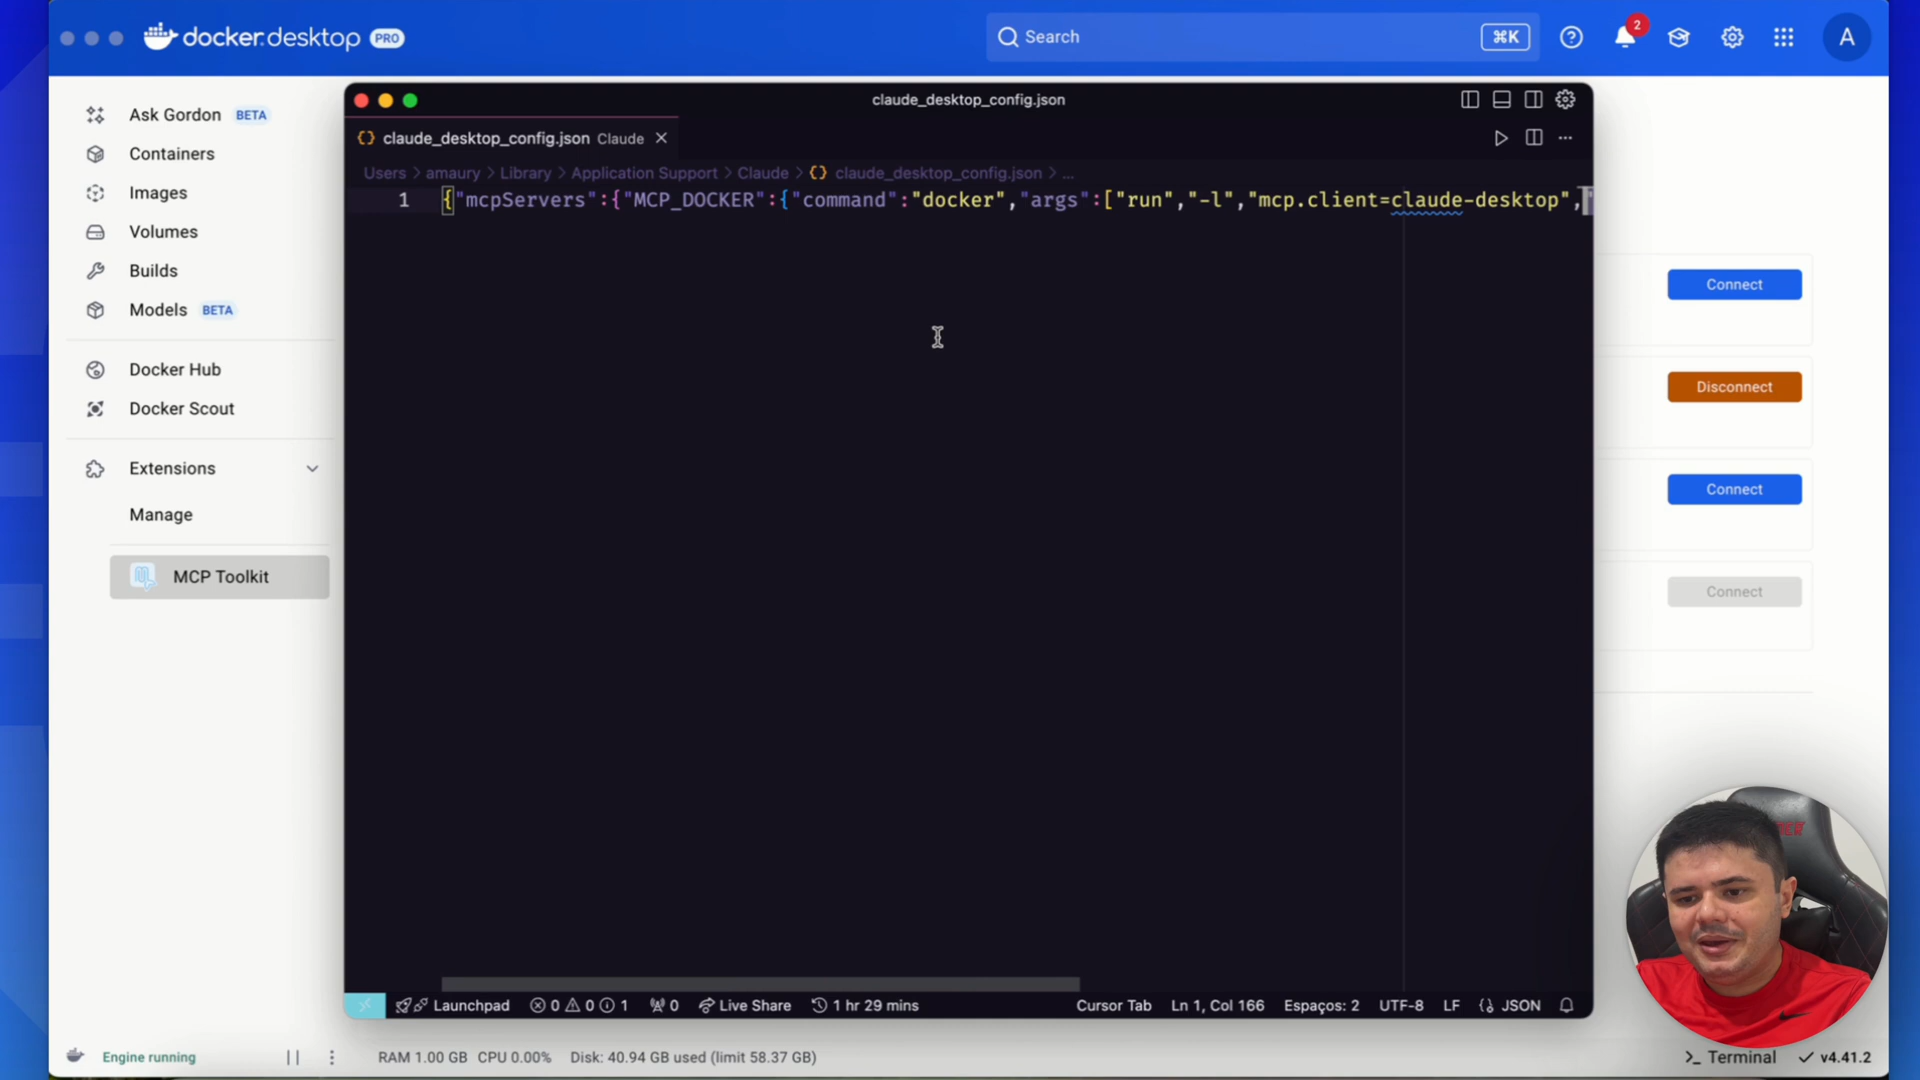 docker.desktop PRO
Search
⌘K
2
A
Ask Gordon BETA
Containers
Images
Volumes
Builds
Models BETA
Docker Hub
Docker Scout
Extensions
Manage
MCP Toolkit
claude_desktop_config.json
{} claude_desktop_config.json Claude
Users > amaury > Library > Application Support > Claude > {} claude_desktop_config.json > ...
1 {"mcpServers":{"MCP_DOCKER":{"command":"docker","args":["run","-l","mcp.client=claude-desktop","
Connect
Disconnect
Connect
Connect
Launchpad 0 0 1 0 Live Share 1 hr 29 mins Cursor Tab Ln 1, Col 166 Espaços: 2 UTF-8 LF {} JSON
Engine running RAM 1.00 GB CPU 0.00% Disk: 40.94 GB used (limit 58.37 GB) >_ Terminal v4.41.2